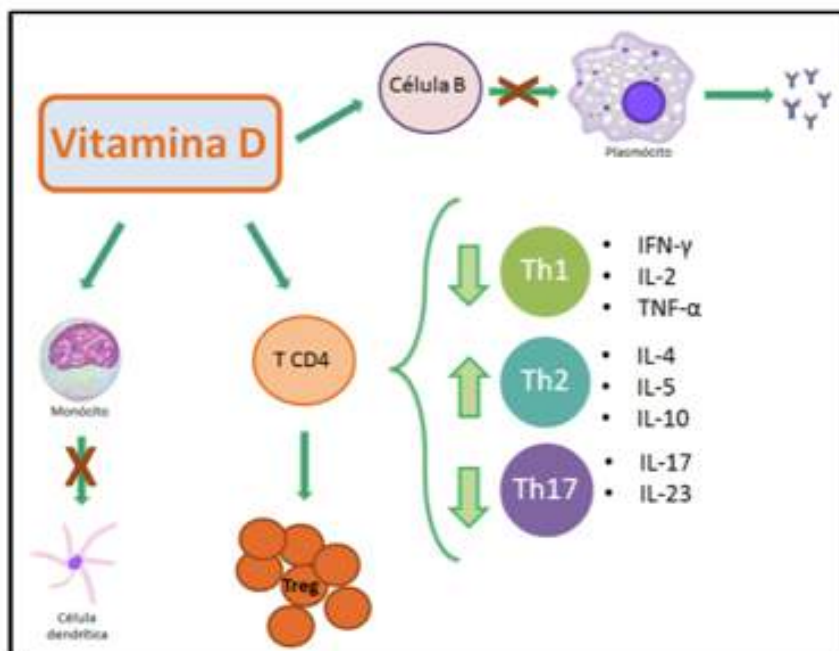 Vitamina D
Célula B
Plasmócito
Monócito
Célula
dendrítica
T CD4
Treg
Th1
• IFN-γ
• IL-2
• TNF-α
Th2
• IL-4
• IL-5
• IL-10
Th17
• IL-17
• IL-23